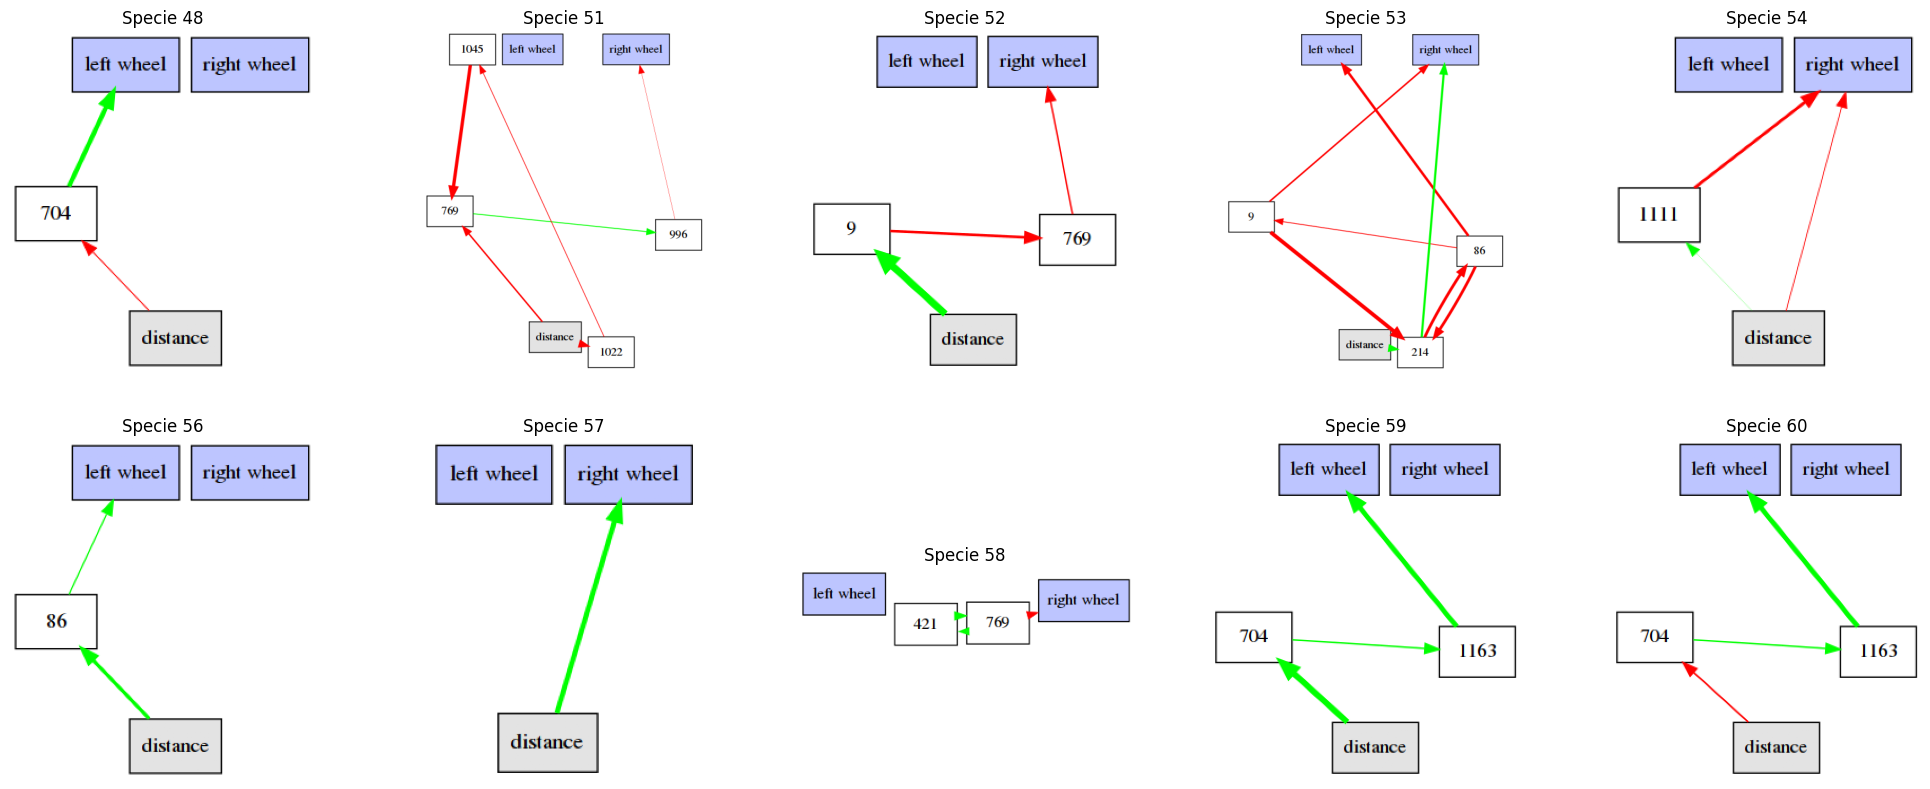 Specie 48
left wheel
right wheel
704
distance
Specie 51
1045
left wheel
right wheel
769
996
distance
1022
Specie 52
left wheel
right wheel
9
769
distance
Specie 53
left wheel
right wheel
9
86
distance
214
Specie 54
left wheel
right wheel
1111
distance
Specie 56
left wheel
right wheel
86
distance
Specie 57
left wheel
right wheel
distance
Specie 58
left wheel
421
769
right wheel
Specie 59
left wheel
right wheel
704
1163
distance
Specie 60
left wheel
right wheel
704
1163
distance